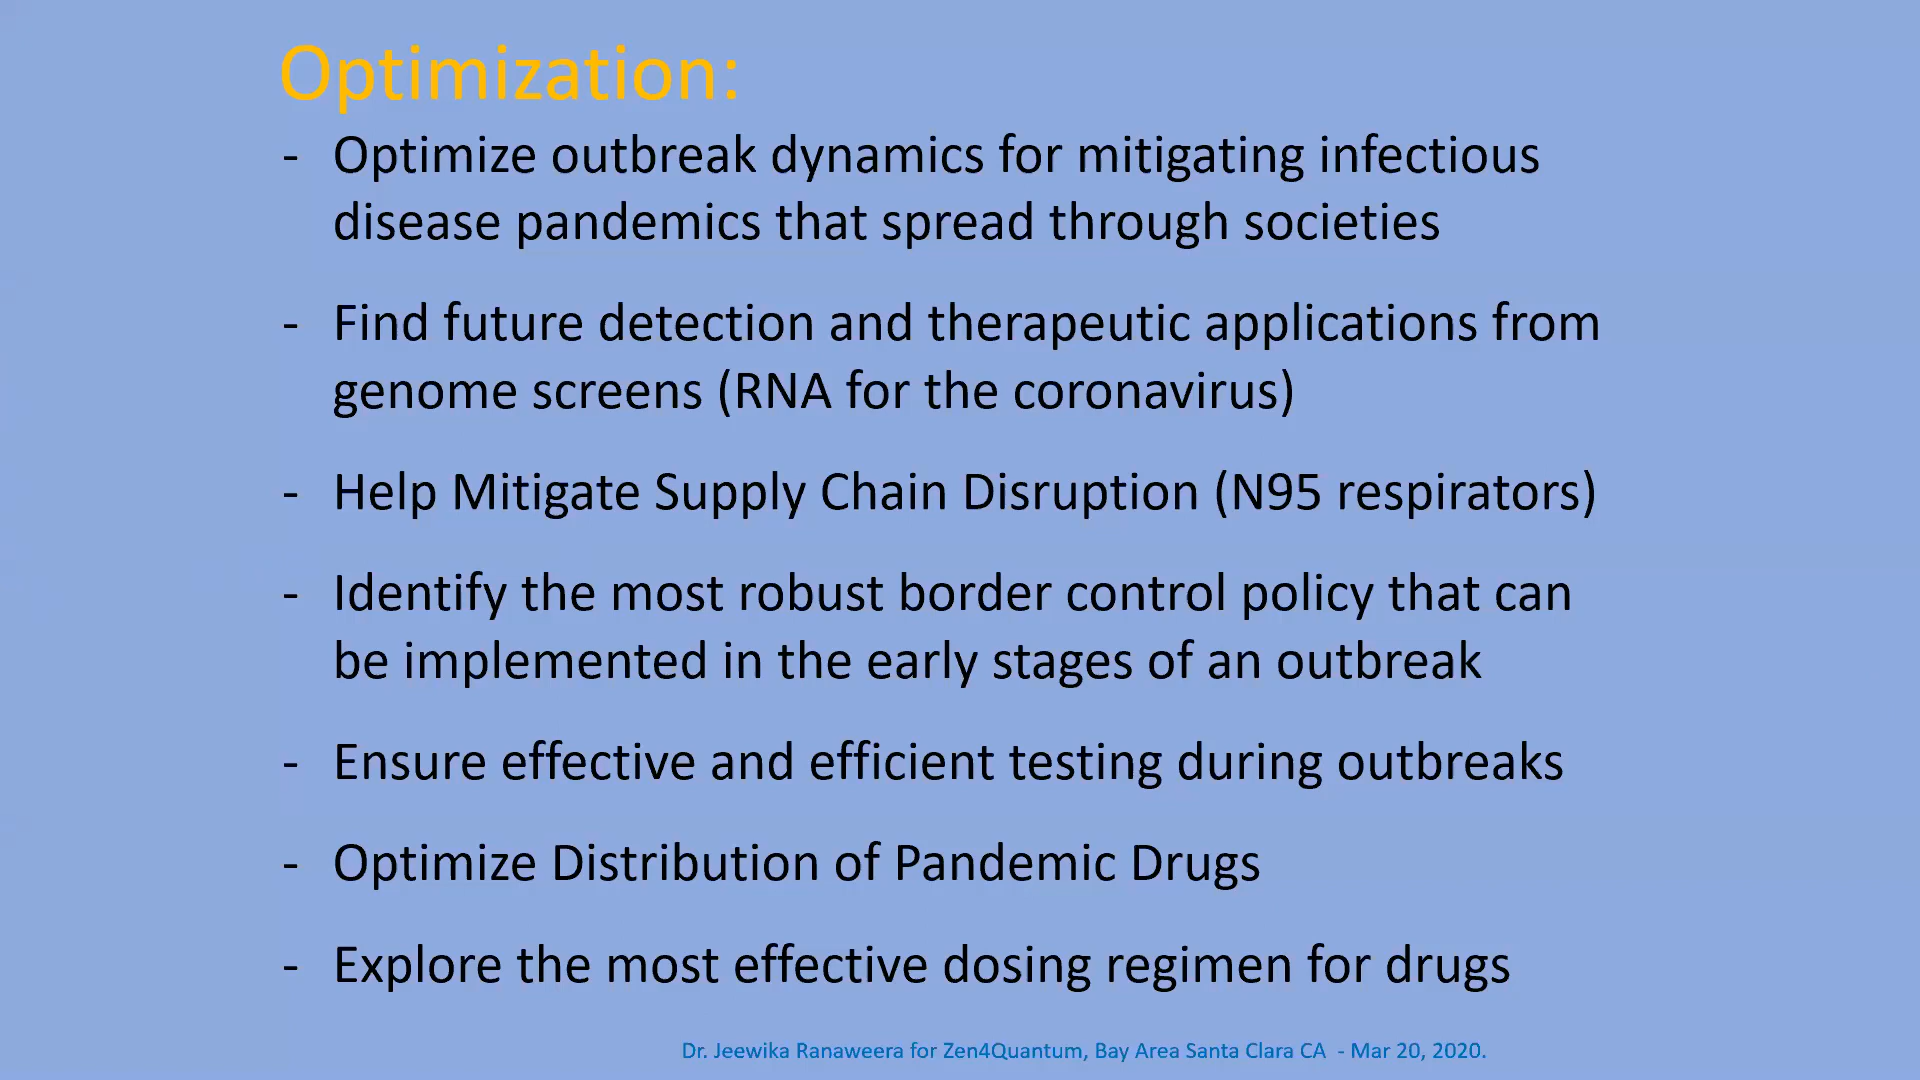 Optimization:
- Optimize outbreak dynamics for mitigating infectious
disease pandemics that spread through societies
- Find future detection and therapeutic applications from
genome screens (RNA for the coronavirus)
- Help Mitigate Supply Chain Disruption (N95 respirators)
- Identify the most robust border control policy that can
be implemented in the early stages of an outbreak
- Ensure effective and efficient testing during outbreaks
- Optimize Distribution of Pandemic Drugs
- Explore the most effective dosing regimen for drugs
Dr. Jeewika Ranaweera for Zen4Quantum, Bay Area Santa Clara CA - Mar 20, 2020.